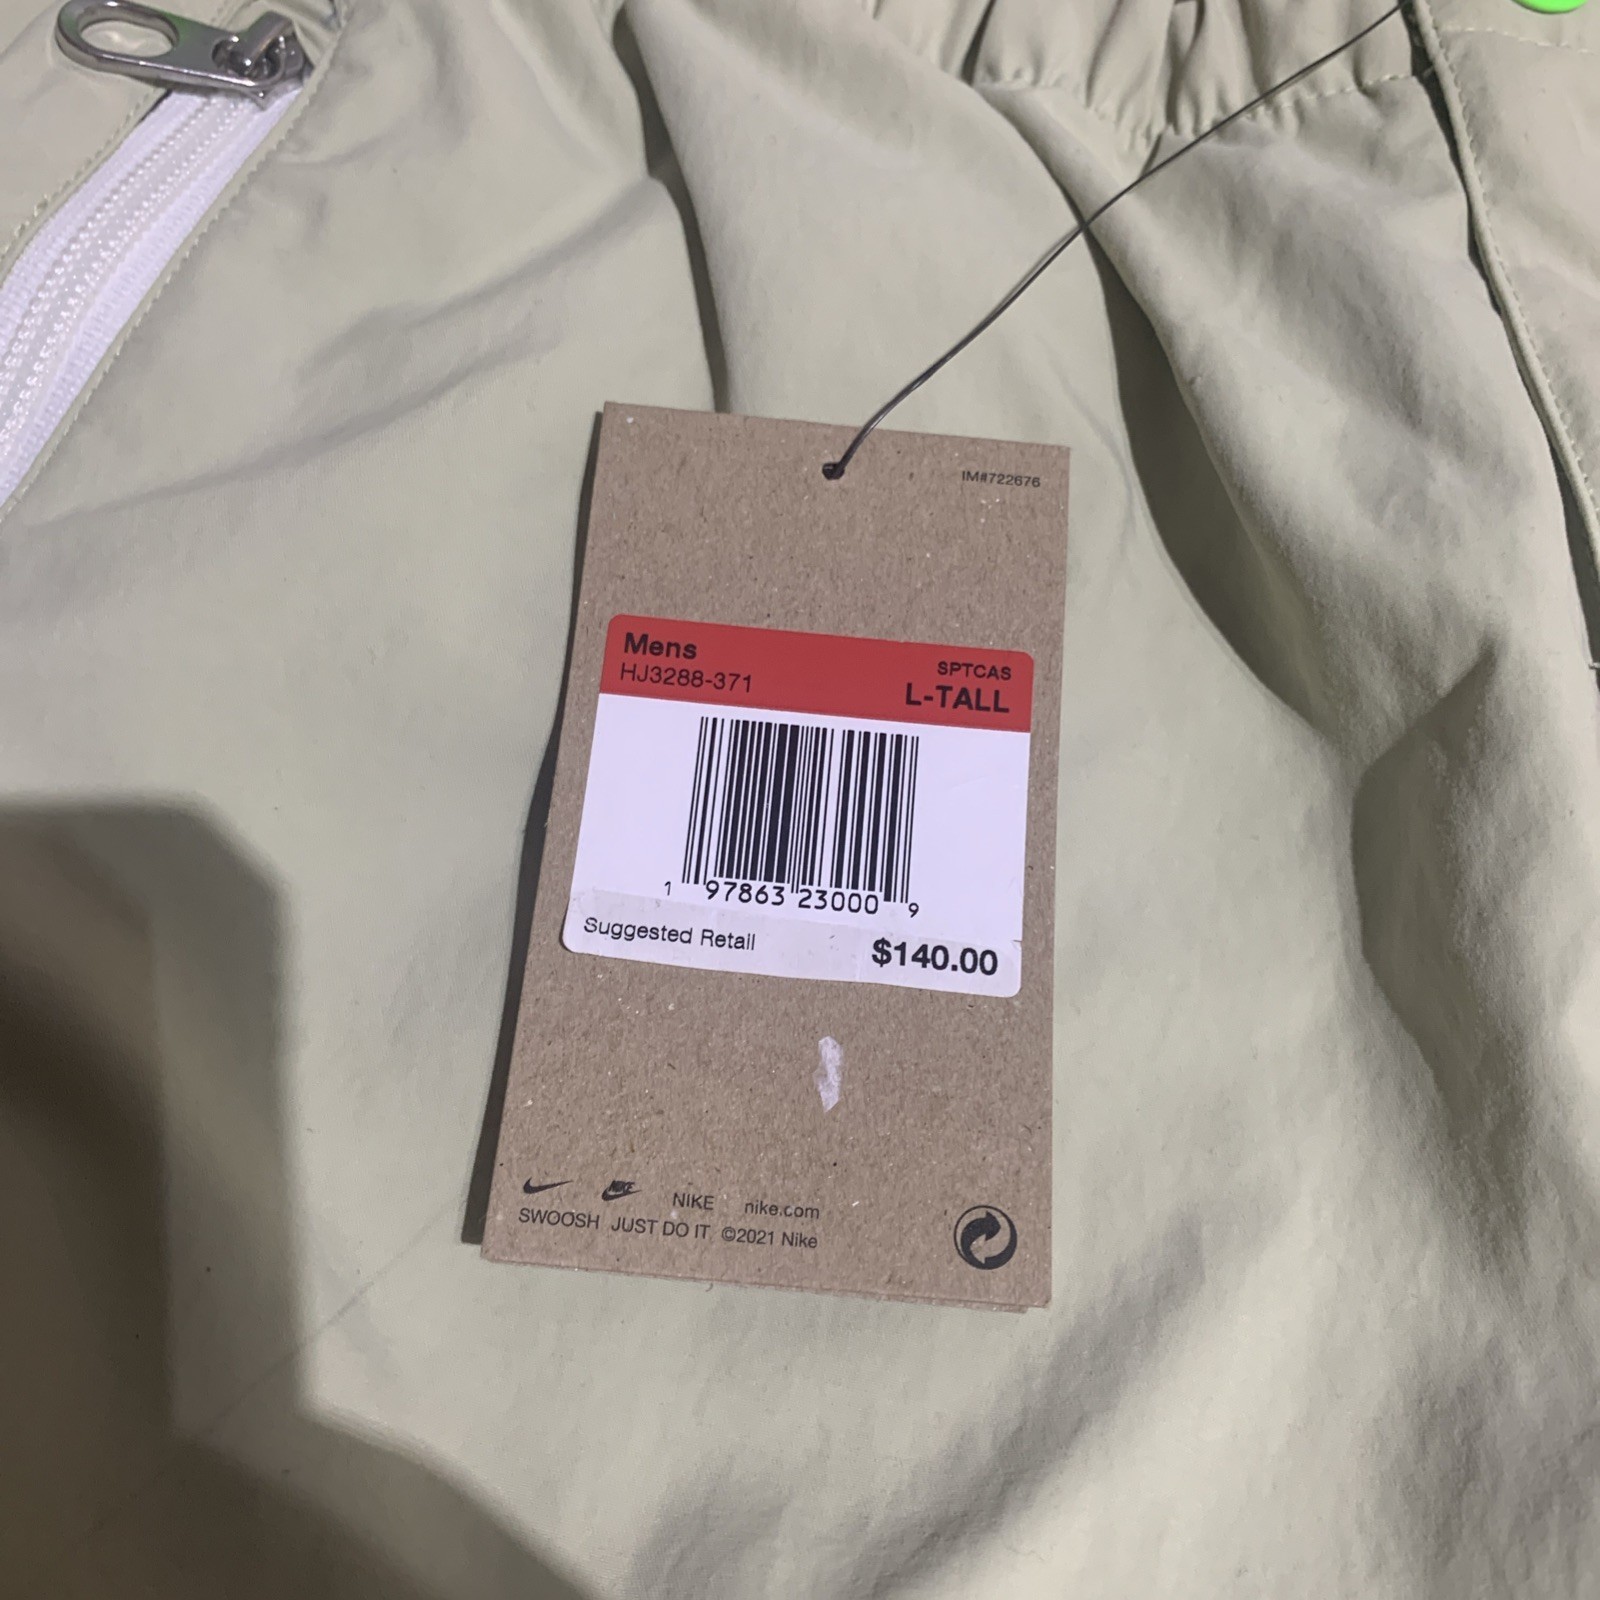 IM#722676
Mens
SPTCAS
HJ3288-371
L-TALL
1 97863 23000 9
Suggested Retail $140.00
NIKE NIKE nike.com
SWOOSH JUST DO IT ©2021 Nike